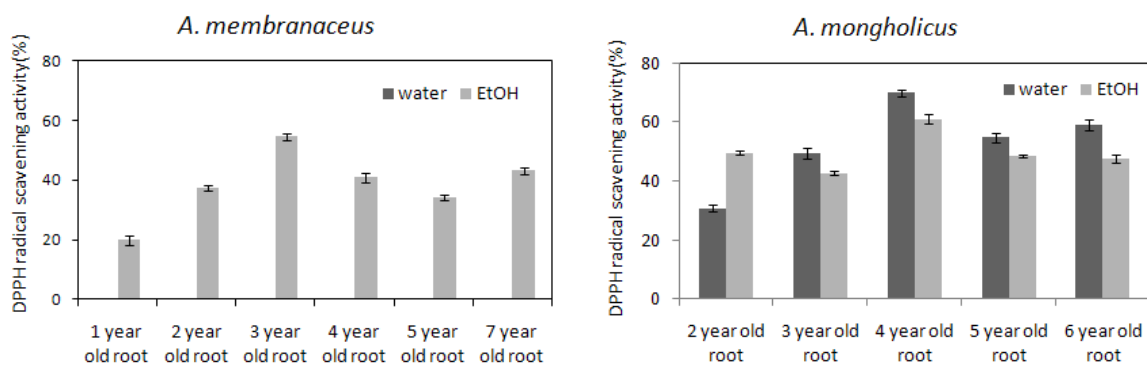 A. membranaceus
DPPH radical scavening activity(%)
80
60
40
20
0
water
EtOH
1 year
old root
2 year
old root
3 year
old root
4 year
old root
5 year
old root
7 year
old root
A. mongholicus
DPPH radical scavening activity(%)
80
60
40
20
0
water
EtOH
2 year old
root
3 year old
root
4 year old
root
5 year old
root
6 year old
root